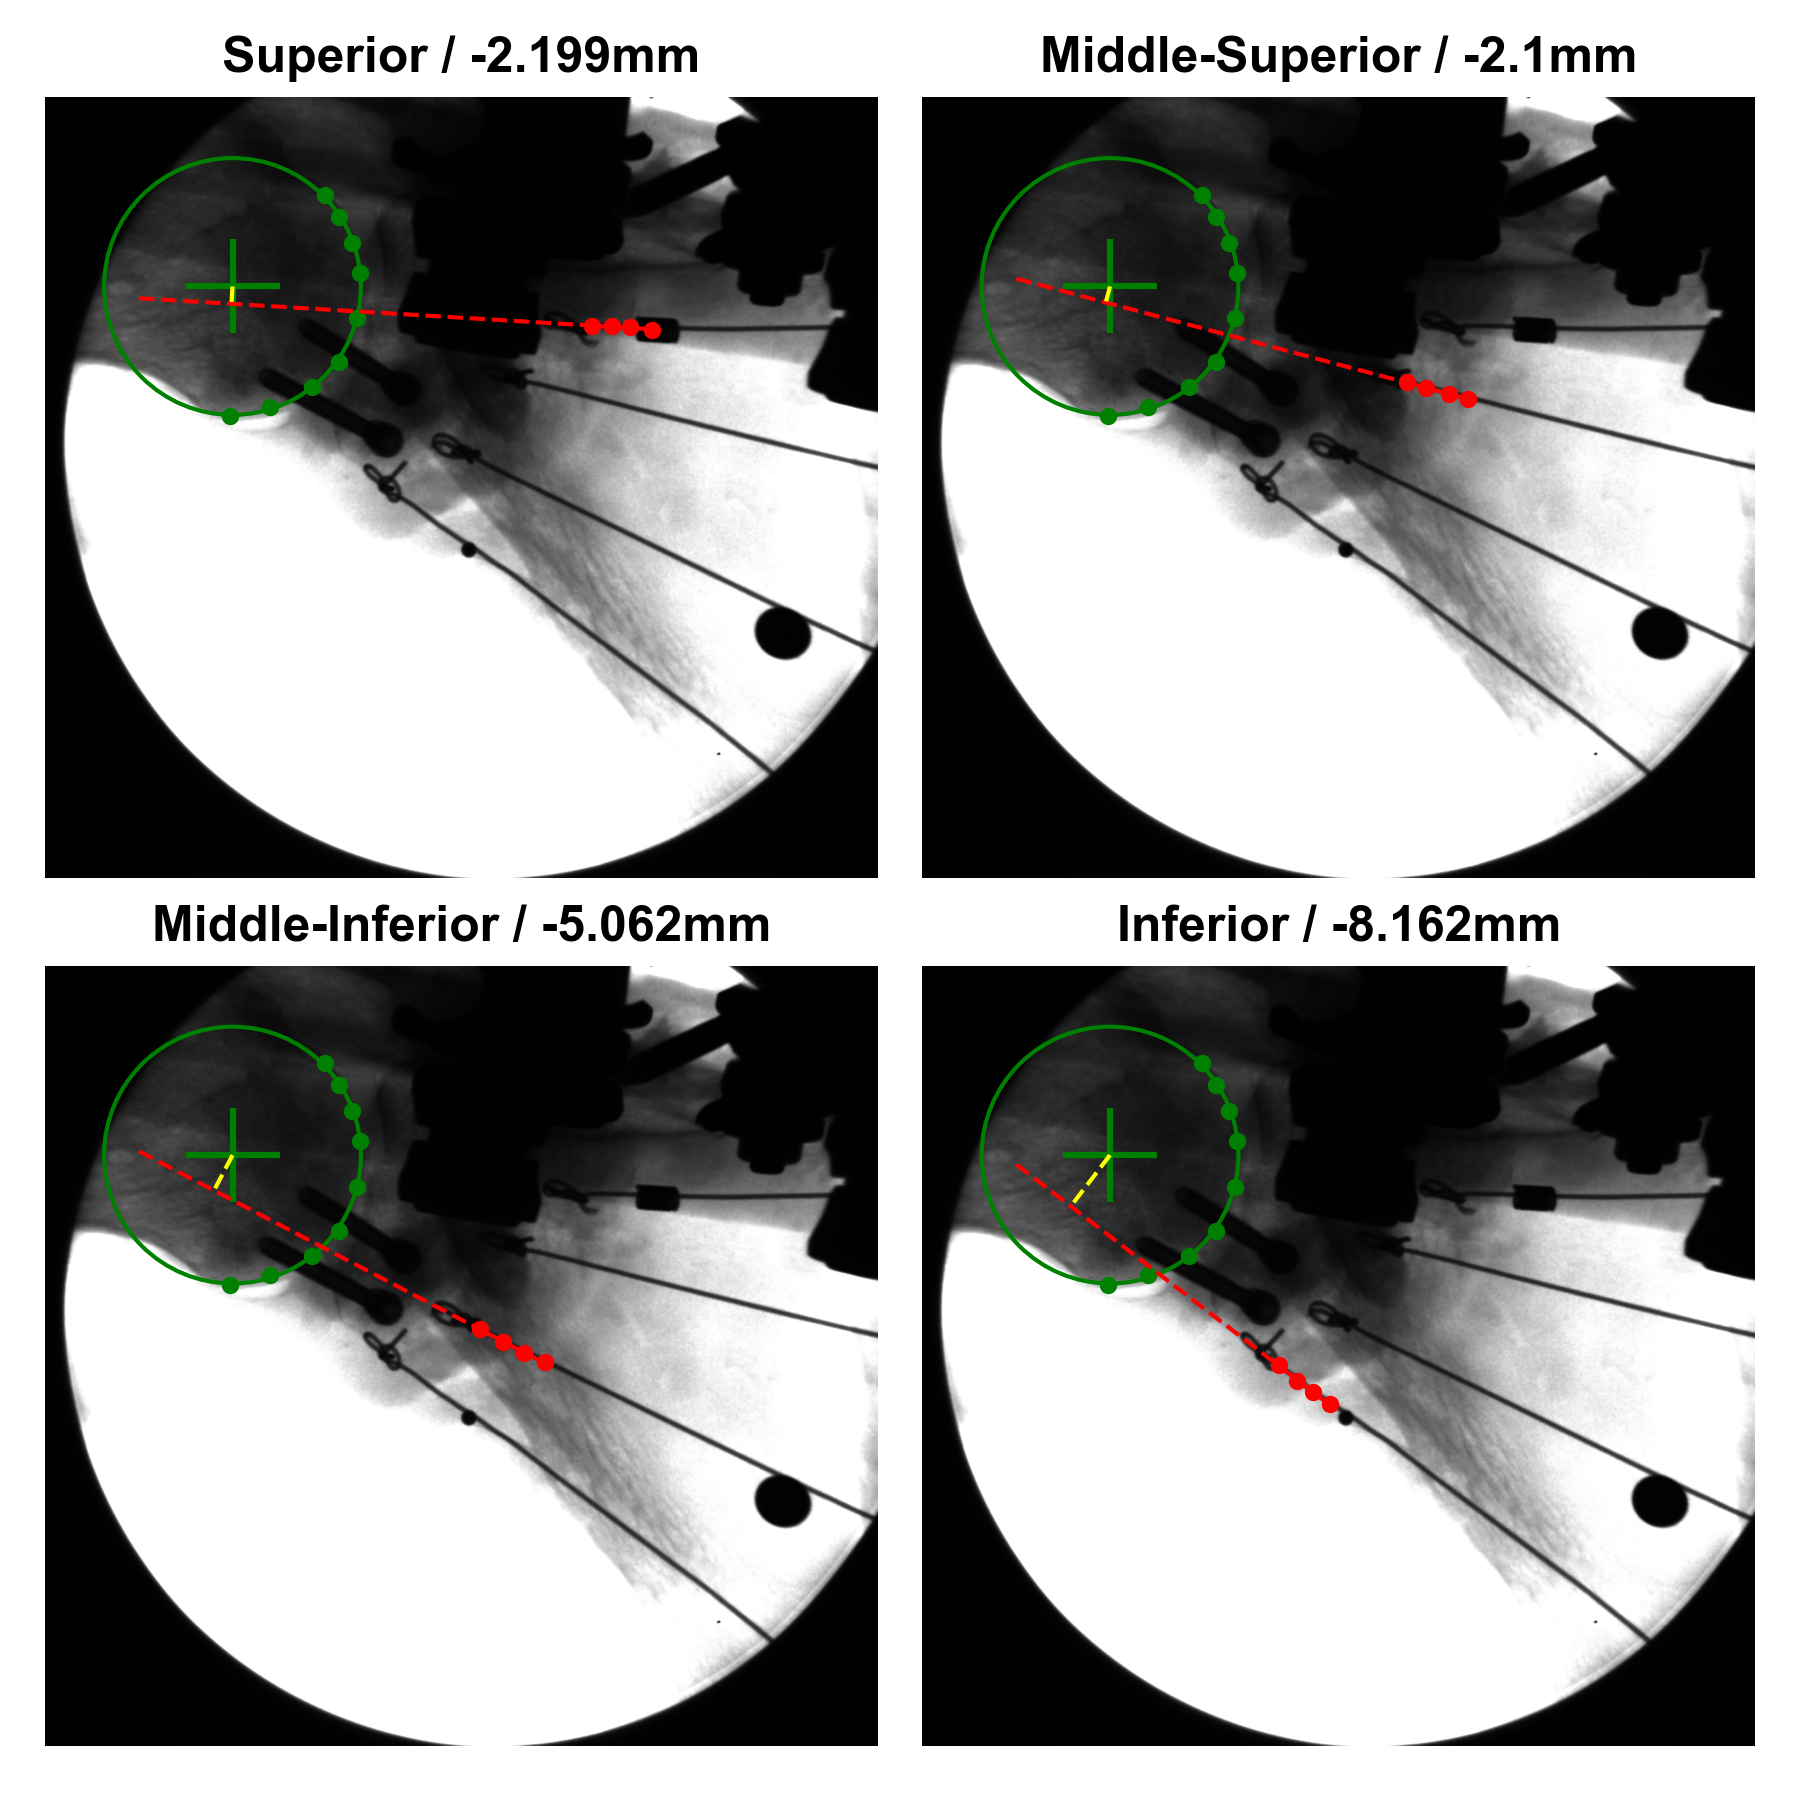 Superior / -2.199mm
Middle-Superior / -2.1mm
Middle-Inferior / -5.062mm
Inferior / -8.162mm